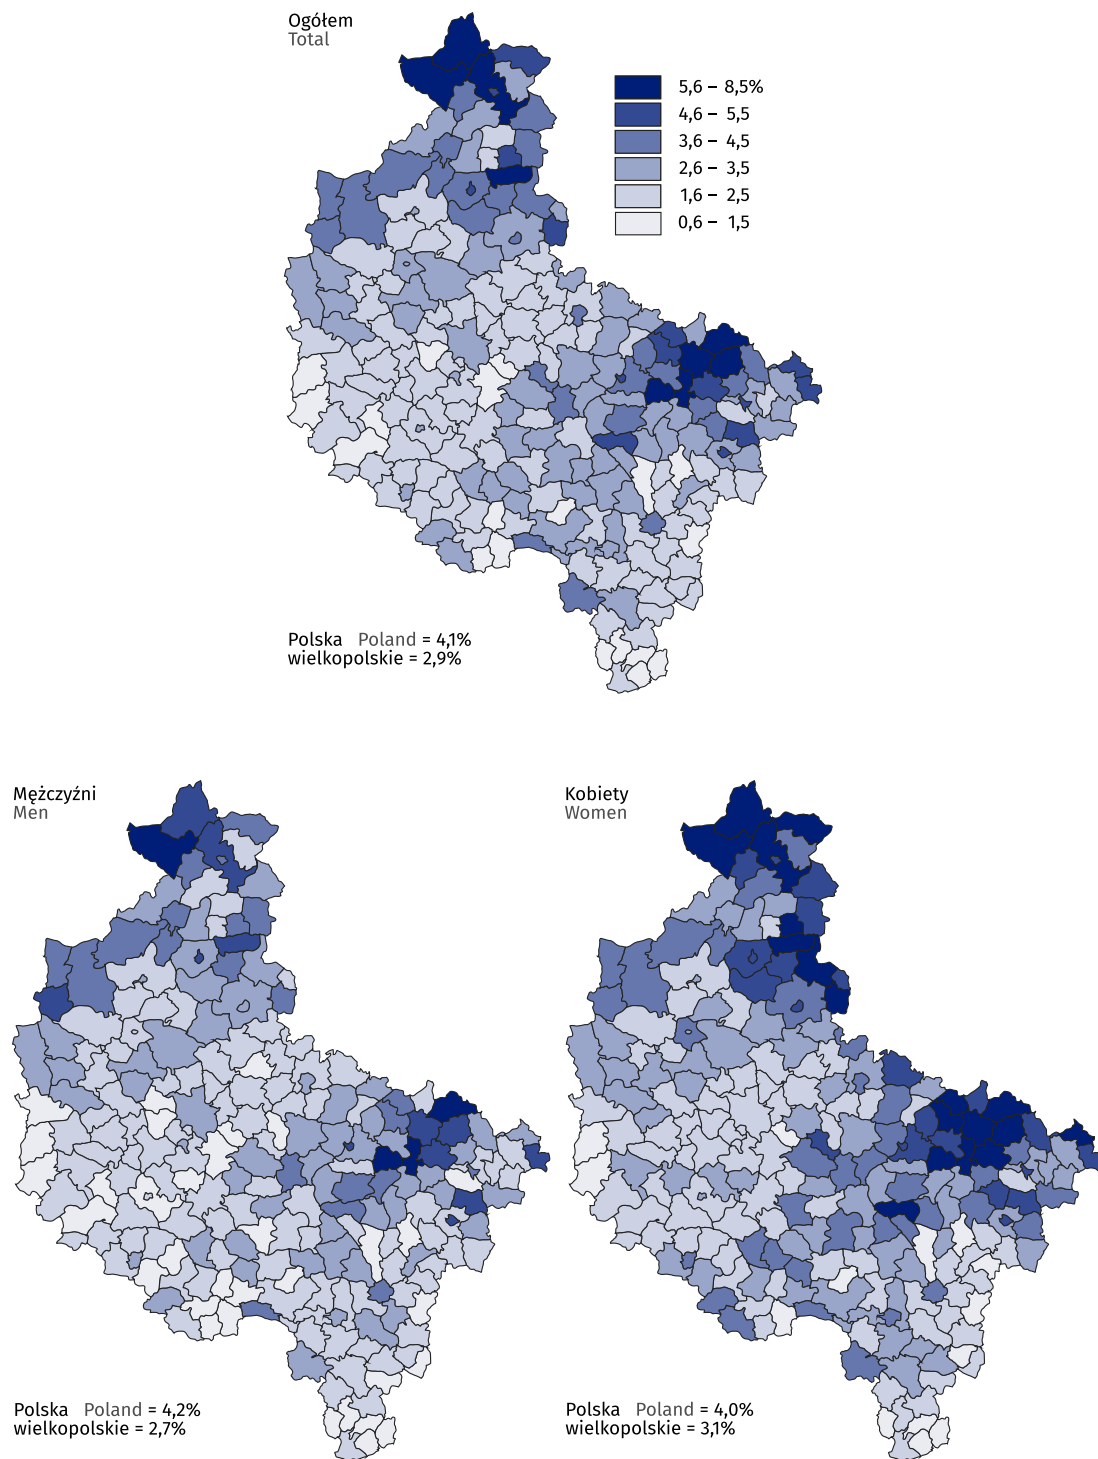 Ogółem
Total
5,6 – 8,5%
4,6 – 5,5
3,6 – 4,5
2,6 – 3,5
1,6 – 2,5
0,6 – 1,5
Polska Poland = 4,1%
wielkopolskie = 2,9%
Mężczyźni
Men
Polska Poland = 4,2%
wielkopolskie = 2,7%
Kobiety
Women
Polska Poland = 4,0%
wielkopolskie = 3,1%